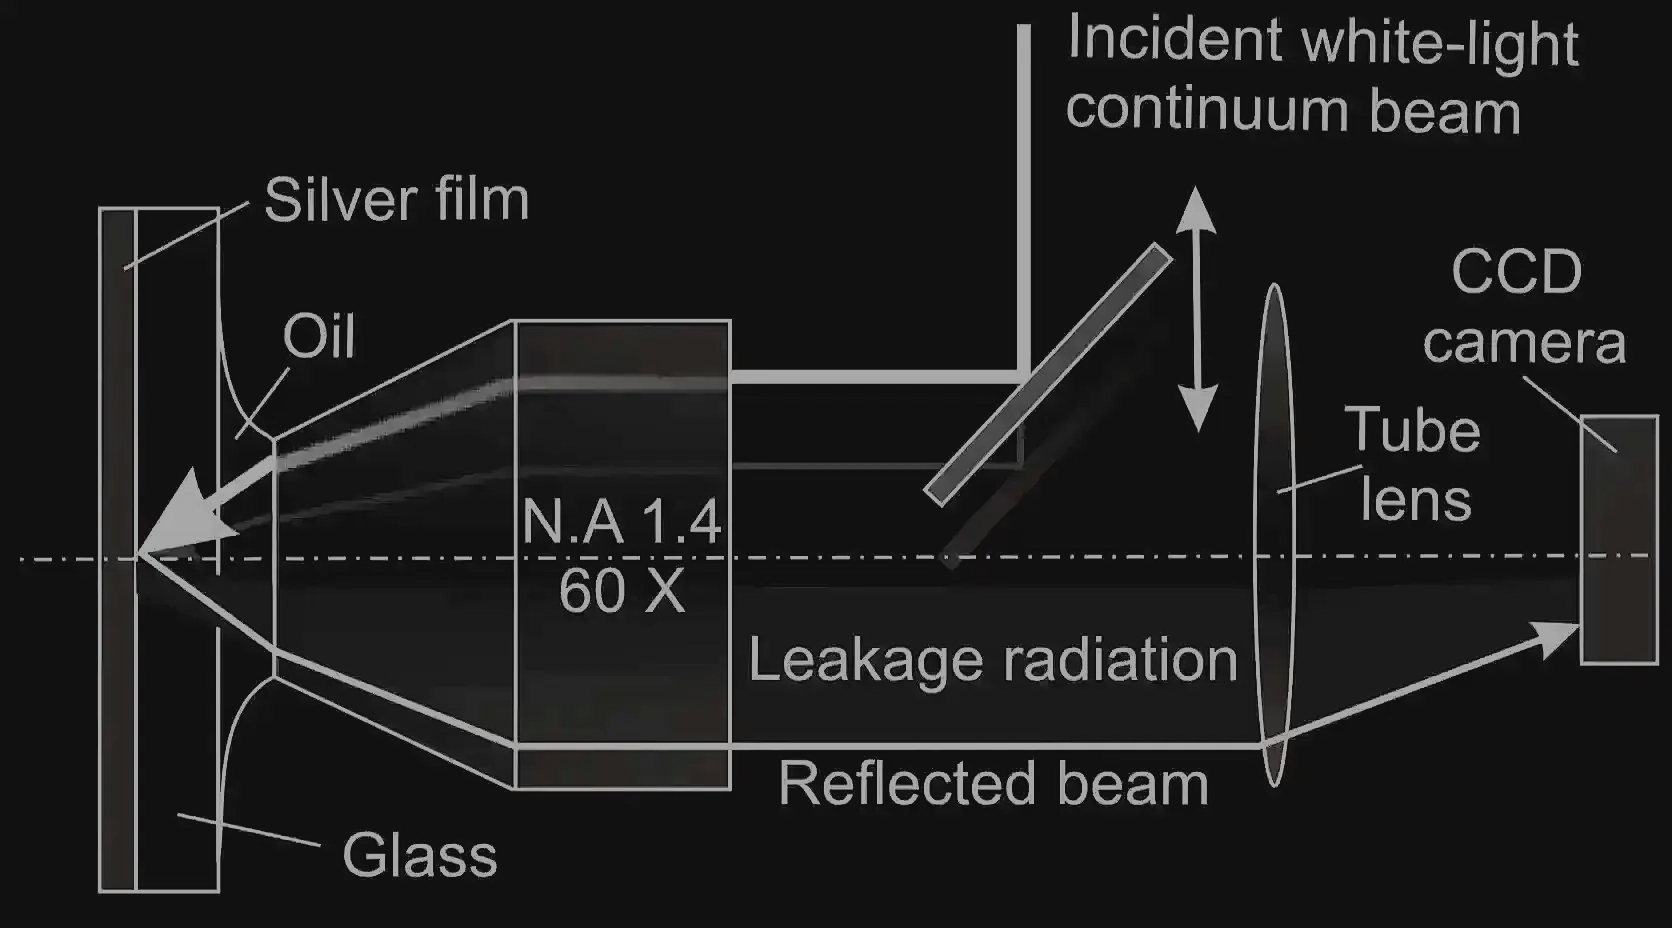 Incident white-light
continuum beam
Silver film
Oil
CCD
camera
Tube
lens
N.A 1.4
60 X
Leakage radiation
Reflected beam
Glass